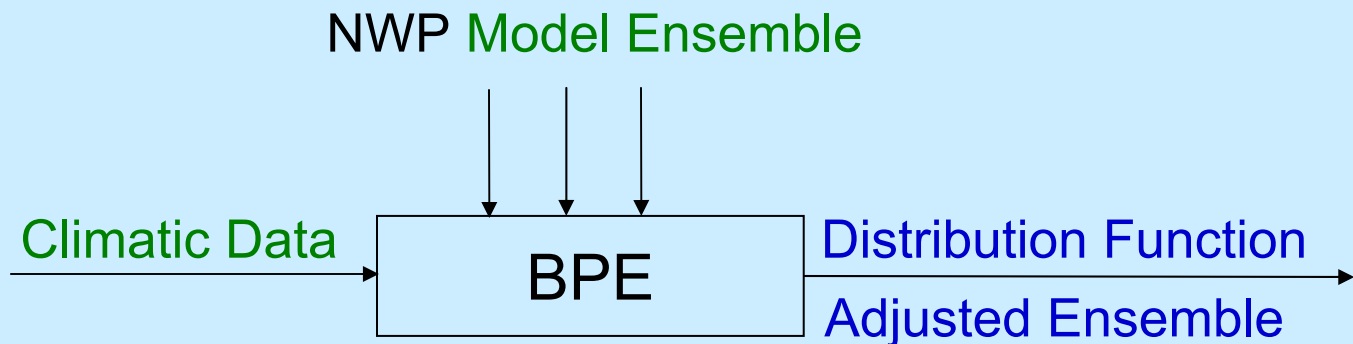 NWP Model Ensemble
Climatic Data
BPE
Distribution Function
Adjusted Ensemble